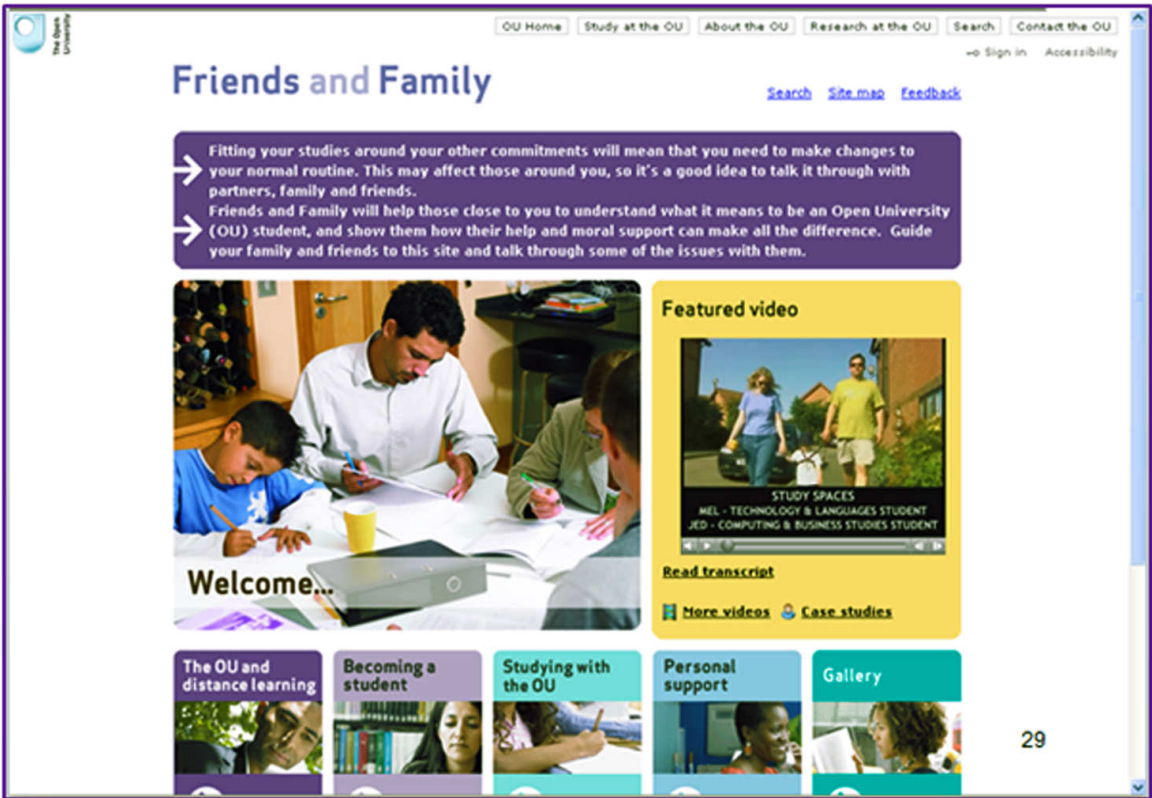 The Open
University
OU Home Study at the OU About the OU Research at the OU Search Contact the OU
Sign in Accessibility
Friends and Family
Search Site map Feedback
Fitting your studies around your other commitments will mean that you need to make changes to
your normal routine. This may affect those around you, so it's a good idea to talk it through with
partners, family and friends.
Friends and Family will help those close to you to understand what it means to be an Open University
(OU) student, and show them how their help and moral support can make all the difference. Guide
your family and friends to this site and talk through some of the issues with them.
Welcome...
Featured video
STUDY SPACES
MEL - TECHNOLOGY & LANGUAGES STUDENT
JED - COMPUTING & BUSINESS STUDIES STUDENT
Read transcript
More videos Case studies
The OU and
distance learning
Becoming a
student
Studying with
the OU
Personal
support
Gallery
29